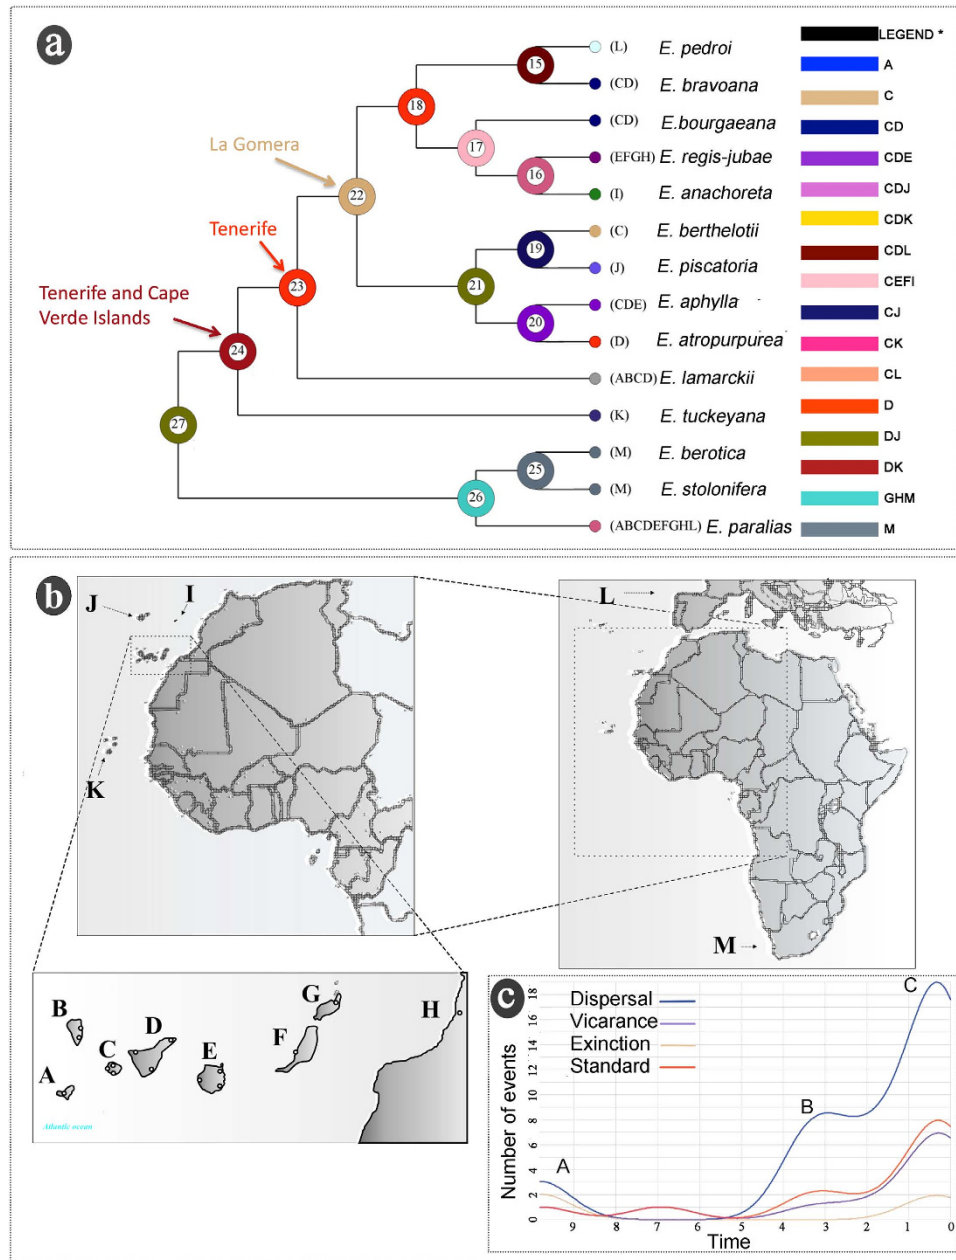 a
(L) E. pedroi
15
(CD) E. bravoana
18
(CD) E.bourgaeana
17
(EFGH) E. regis-jubae
16
(I) E. anachoreta
La Gomera
22
(C) E. berthelotii
19
(J) E. piscatoria
21
(CDE) E. aphylla
20
(D) E. atropurpurea
Tenerife
23
(ABCD) E. lamarckii
Tenerife and Cape
Verde Islands
24
(K) E. tuckeyana
27
(M) E. berotica
25
(M) E. stolonifera
26
(ABCDEFGHL) E. paralias
LEGEND *
A
C
CD
CDE
CDJ
CDK
CDL
CEFI
CJ
CK
CL
D
DJ
DK
GHM
M
b
J
I
K
L
M
A
B
C
D
E
F
G
H
Atlantic ocean
c
Dispersal
Vicarance
Exinction
Standard
A
B
C
Number of events
0
2
4
6
8
10
12
14
16
18
9 8 7 6 5 4 3 2 1 0
Time